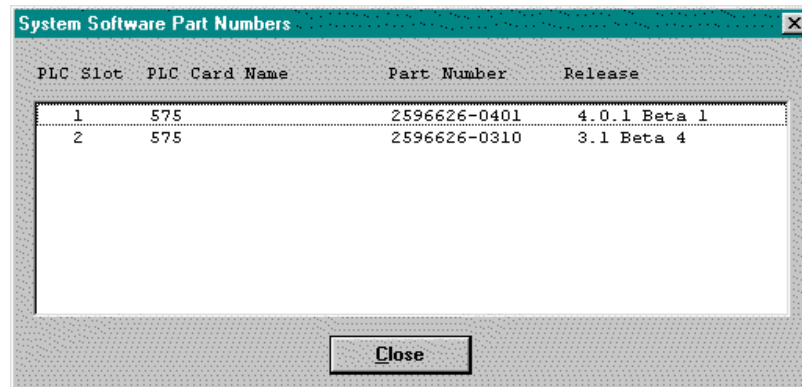 System Software Part Numbers
PLC Slot PLC Card Name Part Number Release
1 575 2596626-0401 4.0.1 Beta 1
2 575 2596626-0310 3.1 Beta 4
Close